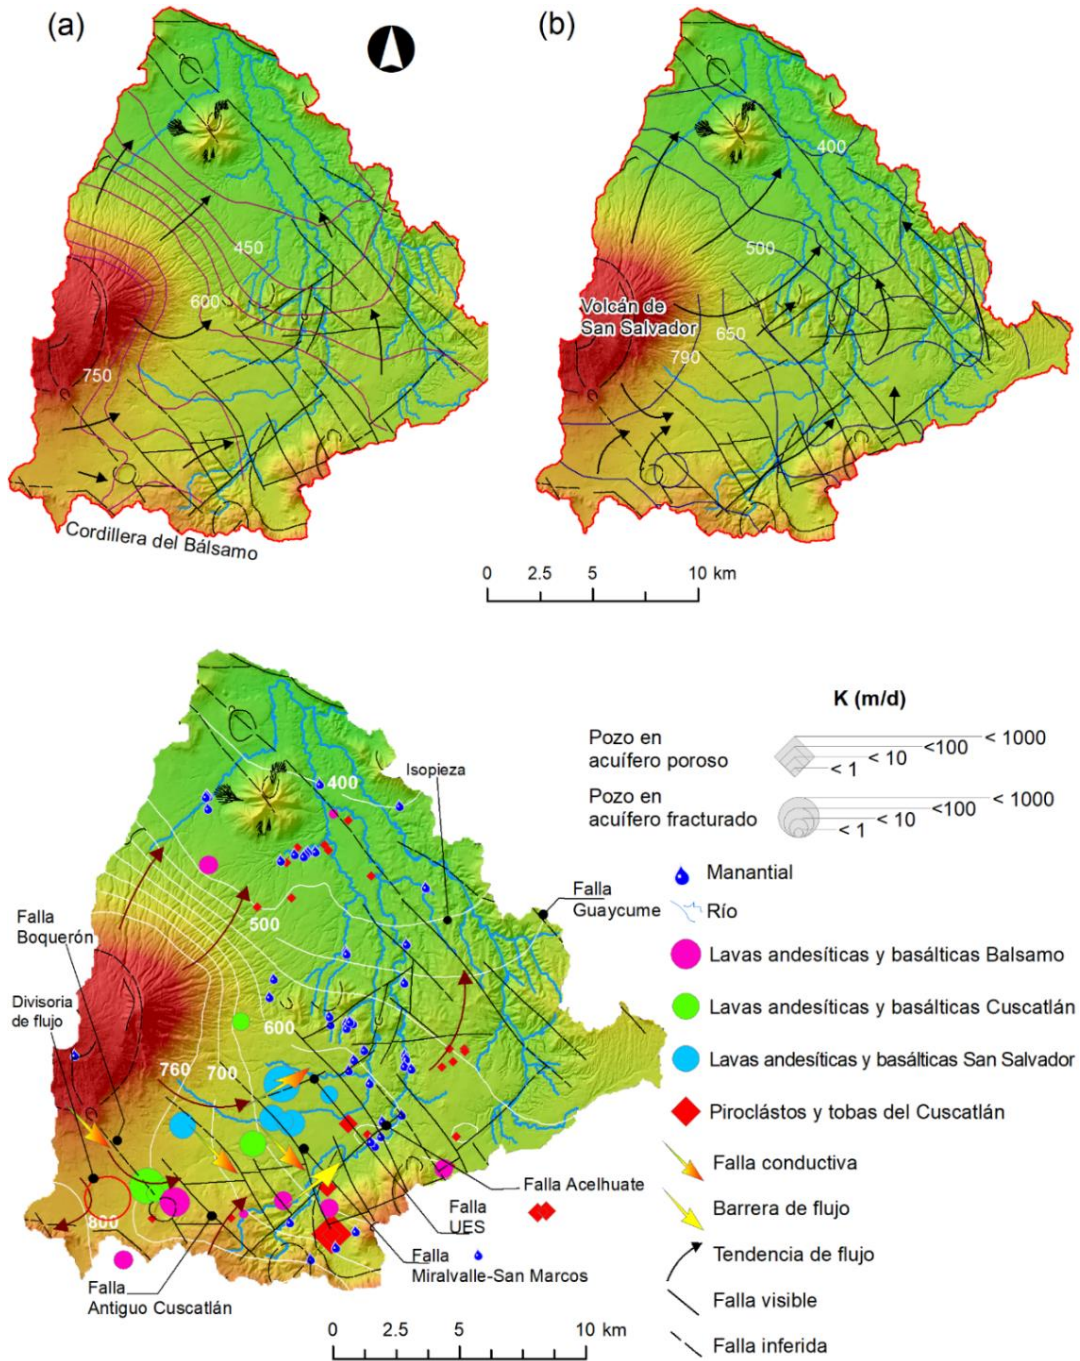 (a)
(b)
400
450
500
600
Volcán de
San Salvador
650
790
750
Cordillera del Bálsamo
0 2.5 5 10 km
K (m/d)
Pozo en
acuífero poroso
< 1000
<100
< 10
< 1
Pozo en
acuífero fracturado
< 1000
<100
< 10
< 1
Manantial
Río
Lavas andesíticas y basálticas Balsamo
Lavas andesíticas y basálticas Cuscatlán
Lavas andesíticas y basálticas San Salvador
Piroclástos y tobas del Cuscatlán
Falla conductiva
Barrera de flujo
Tendencia de flujo
Falla visible
Falla inferida
Isopieza
400
Falla
Guaycume
500
Falla
Boquerón
Divisoria
de flujo
600
760
700
800
Falla Acelhuate
Falla
UES
Falla
Miralvalle-San Marcos
Falla
Antiguo Cuscatlán
0 2.5 5 10 km